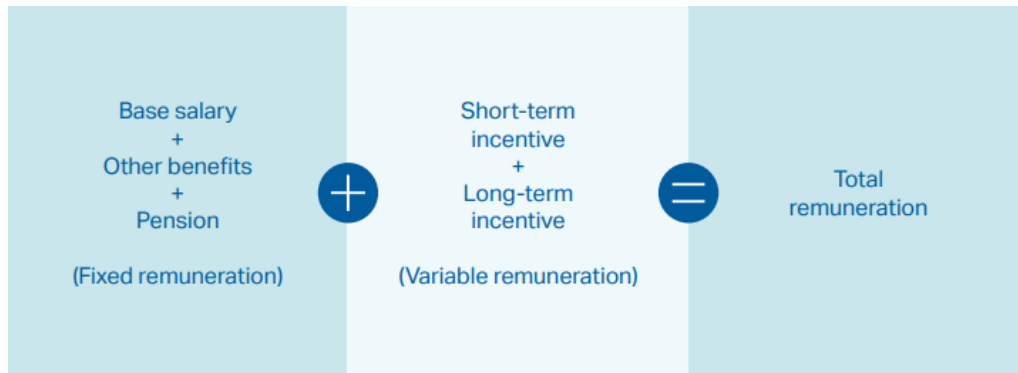 Base salary
+
Other benefits
+
Pension
(Fixed remuneration)
+
Short-term
incentive
+
Long-term
incentive
(Variable remuneration)
=
Total
remuneration